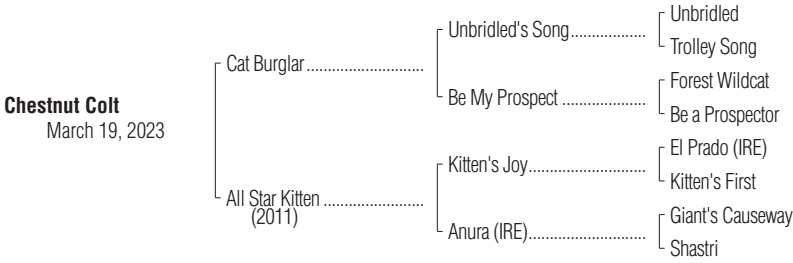 Chestnut Colt
March 19, 2023
Cat Burglar
All Star Kitten
(2011)
Unbridled's Song
Be My Prospect
Kitten's Joy
Anura (IRE)
Unbridled
Trolley Song
Forest Wildcat
Be a Prospector
El Prado (IRE)
Kitten's First
Giant's Causeway
Shastri